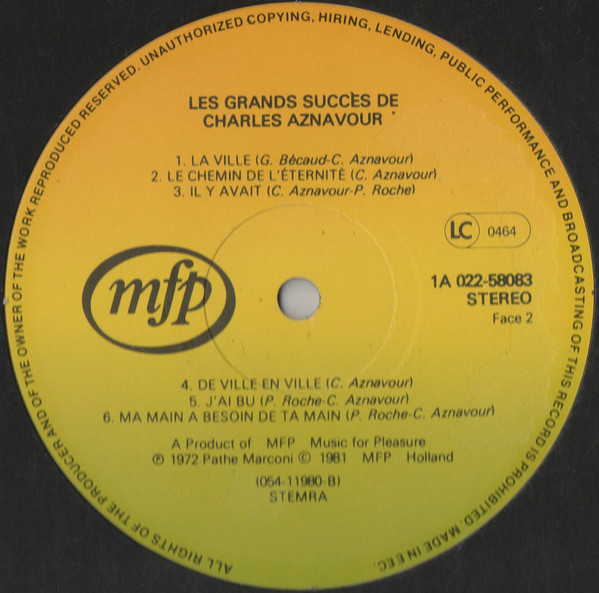 ALL RIGHTS OF THE PRODUCER AND OF THE OWNER OF THE WORK REPRODUCED RESERVED. UNAUTHORIZED COPYING, HIRING, LENDING, PUBLIC PERFORMANCE AND BROADCASTING OF THIS RECORD IS PROHIBITED. MADE IN EEC.
LES GRANDS SUCCÈS DE
CHARLES AZNAVOUR
1. LA VILLE (G. Bécaud-C. Aznavour)
2. LE CHEMIN DE L'ÉTERNITÉ (C. Aznavour)
3. IL Y AVAIT (C. Aznavour-P. Roche)
LC 0464
mfp
1A 022-58083
STEREO
Face 2
4. DE VILLE EN VILLE (C. Aznavour)
5. J'AI BU (P. Roche-C. Aznavour)
6. MA MAIN A BESOIN DE TA MAIN (P. Roche-C. Aznavour)
A Product of MFP Music for Pleasure
℗ 1972 Pathe Marconi © 1981 MFP Holland
(054-11980-B)
STEMRA